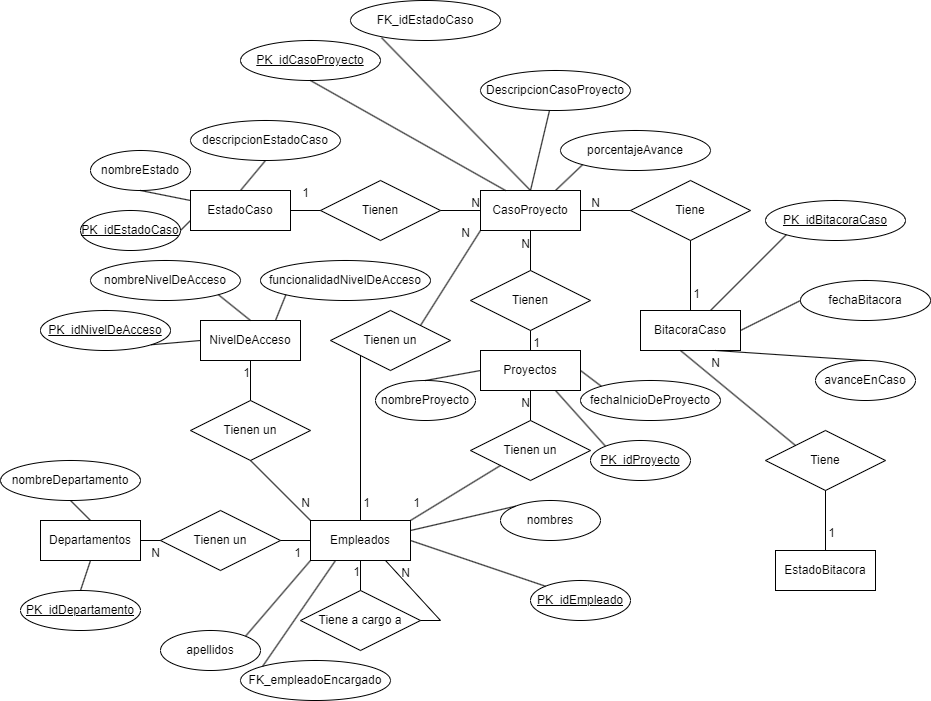 FK_idEstadoCaso
PK_idCasoProyecto
DescripcionCasoProyecto
descripcionEstadoCaso
porcentajeAvance
nombreEstado
1
N
N
EstadoCaso
Tienen
CasoProyecto
Tiene
PK_idBitacoraCaso
PK_idEstadoCaso
N
N
nombreNivelDeAcceso
funcionalidadNivelDeAcceso
1
Tienen
fechaBitacora
PK_idNivelDeAcceso
NivelDeAcceso
Tienen un
1
BitacoraCaso
1
Proyectos
N
avanceEnCaso
nombreProyecto
N
fechaInicioDeProyecto
Tienen un
Tienen un
PK_idProyecto
Tiene
nombreDepartamento
N
1
1
nombres
1
Departamentos
N
Tienen un
1
Empleados
EstadoBitacora
1
N
PK_idEmpleado
PK_idDepartamento
Tiene a cargo a
apellidos
FK_empleadoEncargado